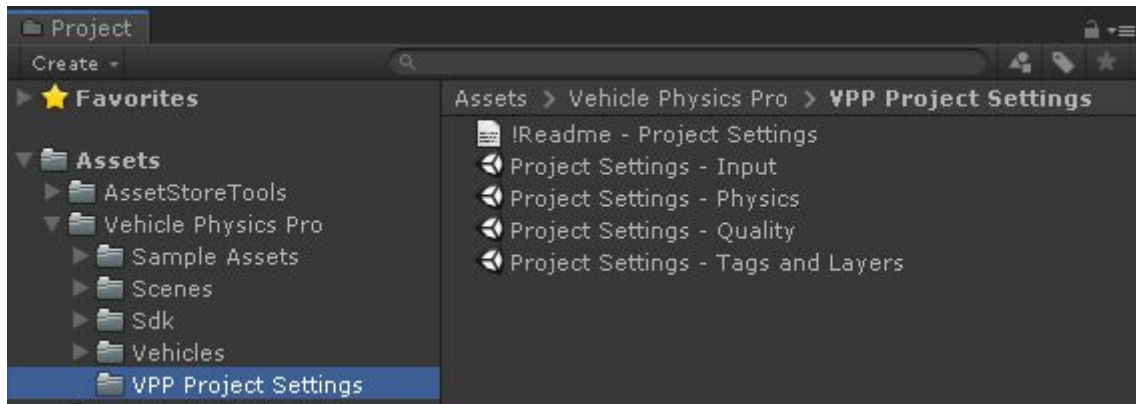 Project
Create
Favorites
Assets
AssetStoreTools
Vehicle Physics Pro
Sample Assets
Scenes
Sdk
Vehicles
VPP Project Settings
Assets > Vehicle Physics Pro > VPP Project Settings
!Readme - Project Settings
Project Settings - Input
Project Settings - Physics
Project Settings - Quality
Project Settings - Tags and Layers